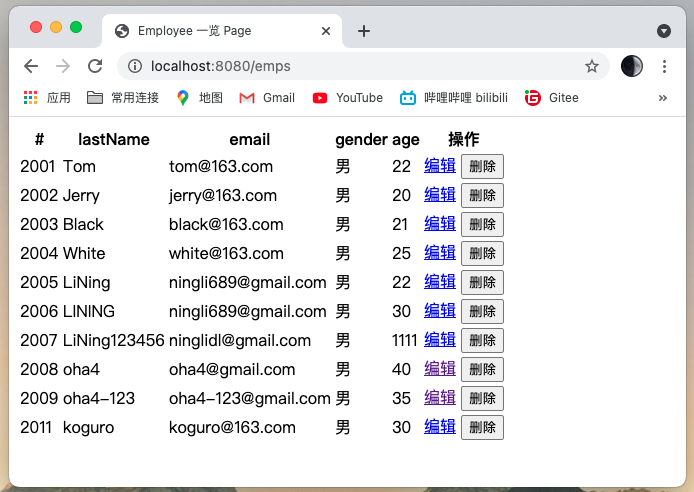 Employee 一览 Page
localhost:8080/emps
应用 常用连接 地图 Gmail YouTube 哔哩哔哩 bilibili Gitee »
# lastName email gender age 操作
2001 Tom tom@163.com 男 22 编辑 删除
2002 Jerry jerry@163.com 男 20 编辑 删除
2003 Black black@163.com 男 21 编辑 删除
2004 White white@163.com 男 25 编辑 删除
2005 LiNing ningli689@gmail.com 男 22 编辑 删除
2006 LINING ningli689@gmail.com 男 30 编辑 删除
2007 LiNing123456 ninglidl@gmail.com 男 1111 编辑 删除
2008 oha4 oha4@gmail.com 男 40 编辑 删除
2009 oha4-123 oha4-123@gmail.com 男 35 编辑 删除
2011 koguro koguro@163.com 男 30 编辑 删除